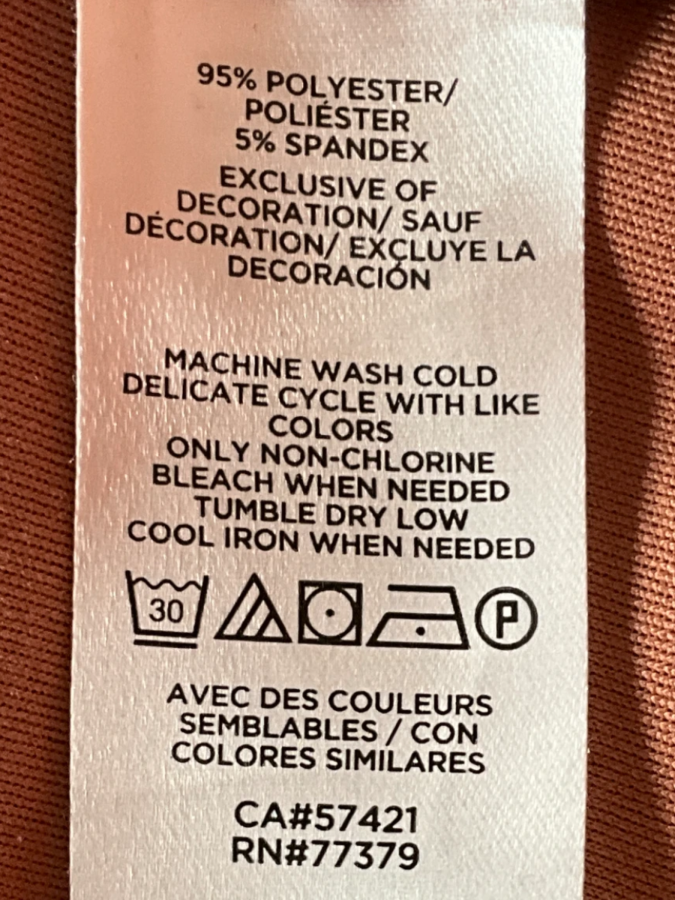 95% POLYESTER/
POLIÉSTER
5% SPANDEX
EXCLUSIVE OF
DECORATION/ SAUF
DÉCORATION/ EXCLUYE LA
DECORACIÓN
MACHINE WASH COLD
DELICATE CYCLE WITH LIKE
COLORS
ONLY NON-CHLORINE
BLEACH WHEN NEEDED
TUMBLE DRY LOW
COOL IRON WHEN NEEDED
30 P
AVEC DES COULEURS
SEMBLABLES / CON
COLORES SIMILARES
CA#57421
RN#77379